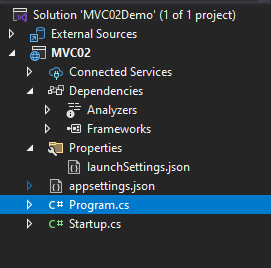 Solution 'MVC02Demo' (1 of 1 project)
External Sources
MVC02
Connected Services
Dependencies
Analyzers
Frameworks
Properties
launchSettings.json
appsettings.json
C# Program.cs
C# Startup.cs